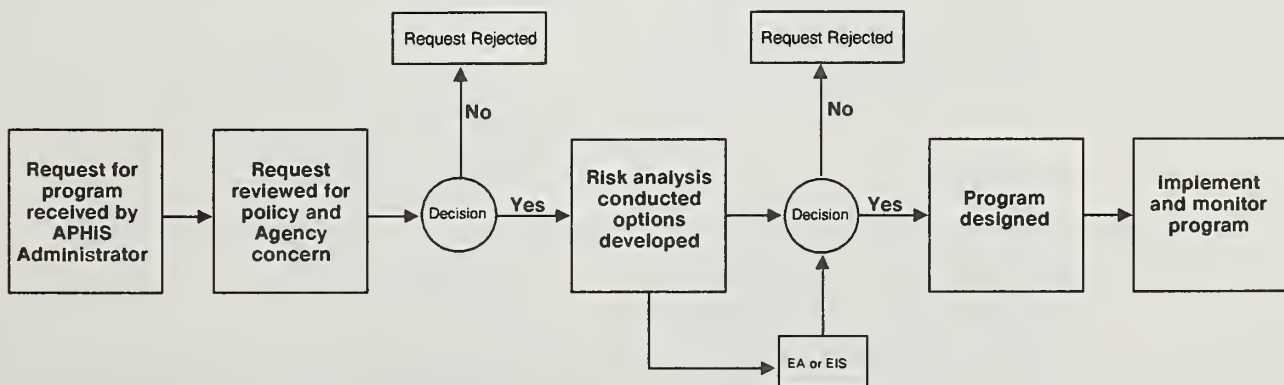 Request Rejected
Request Rejected
No
No
Request for
program
received by
APHIS
Administrator
Request
reviewed for
policy and
Agency
concern
Decision
Yes
Risk analysis
conducted
options
developed
Decision
Yes
Program
designed
Implement
and monitor
program
EA or EIS